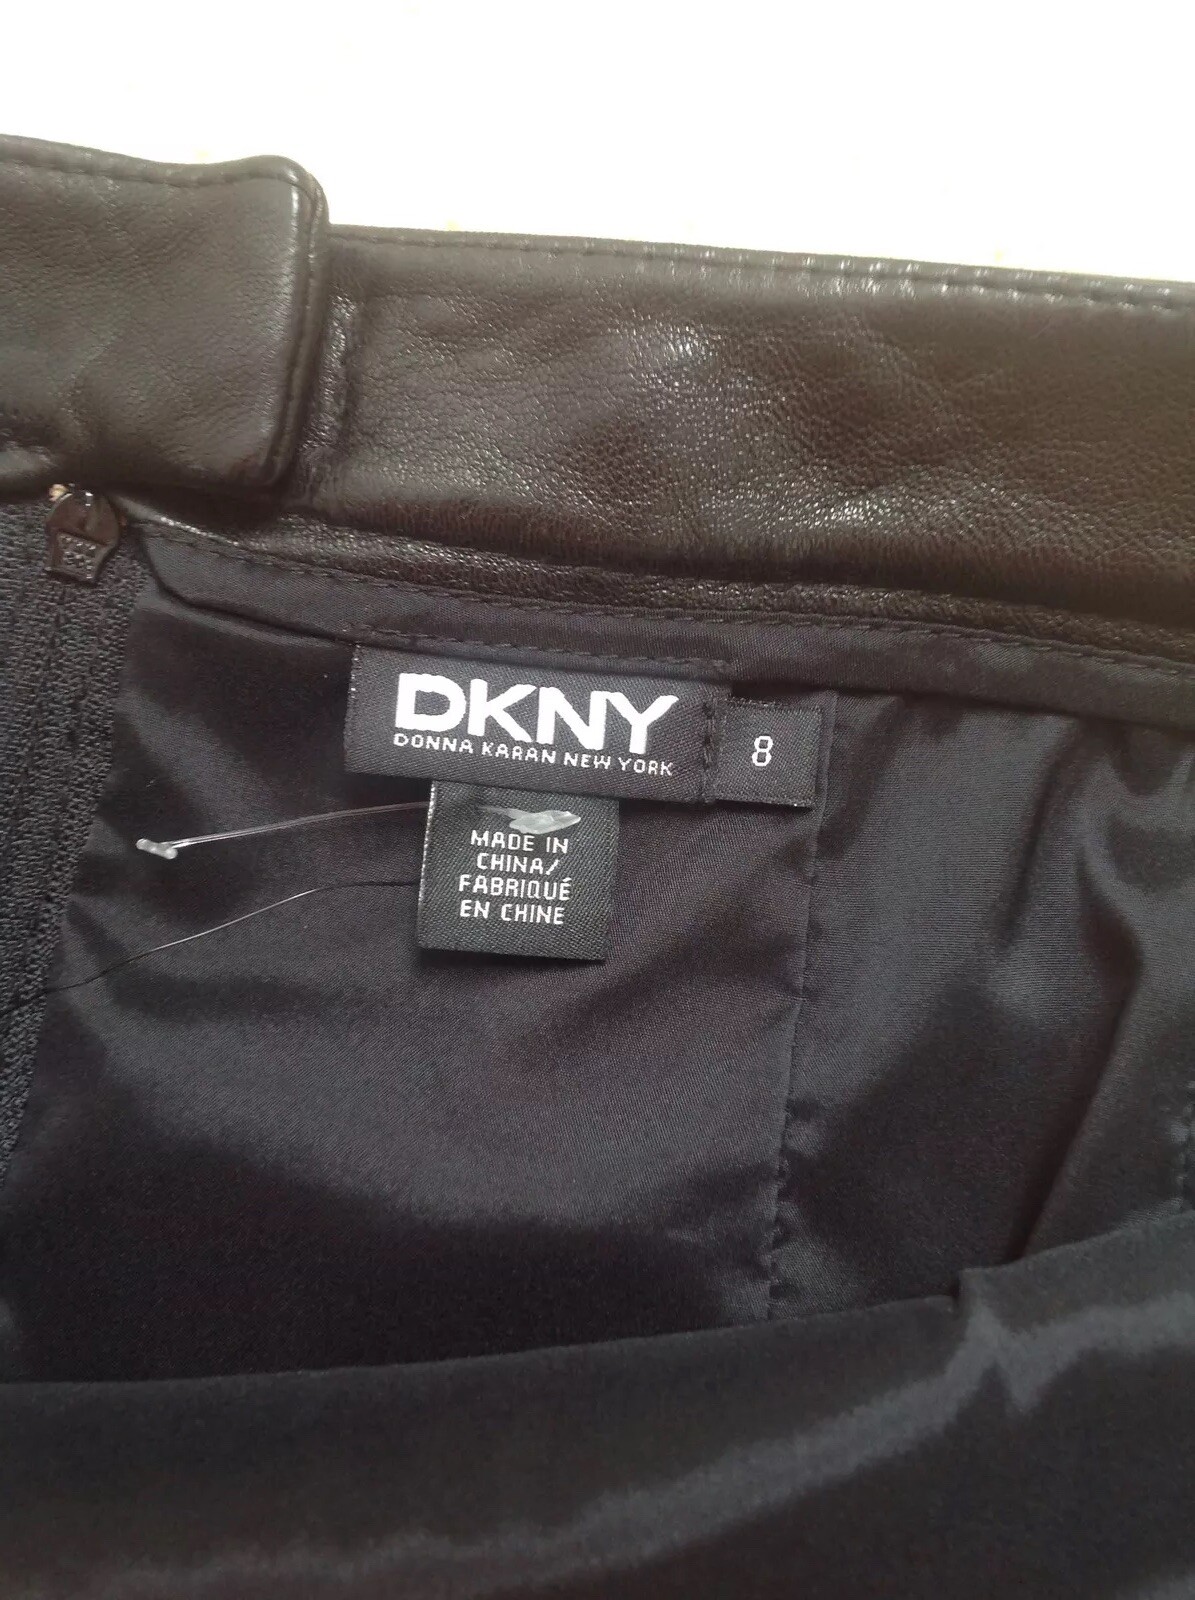 DKNY
DONNA KARAN NEW YORK
8
MADE IN
CHINA/
FABRIQUÉ
EN CHINE